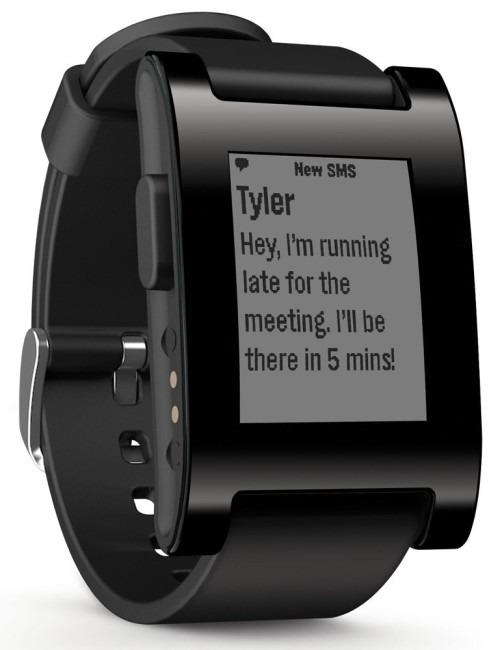 New SMS
Tyler
Hey, I'm running
late for the
meeting. I'll be
there in 5 mins!